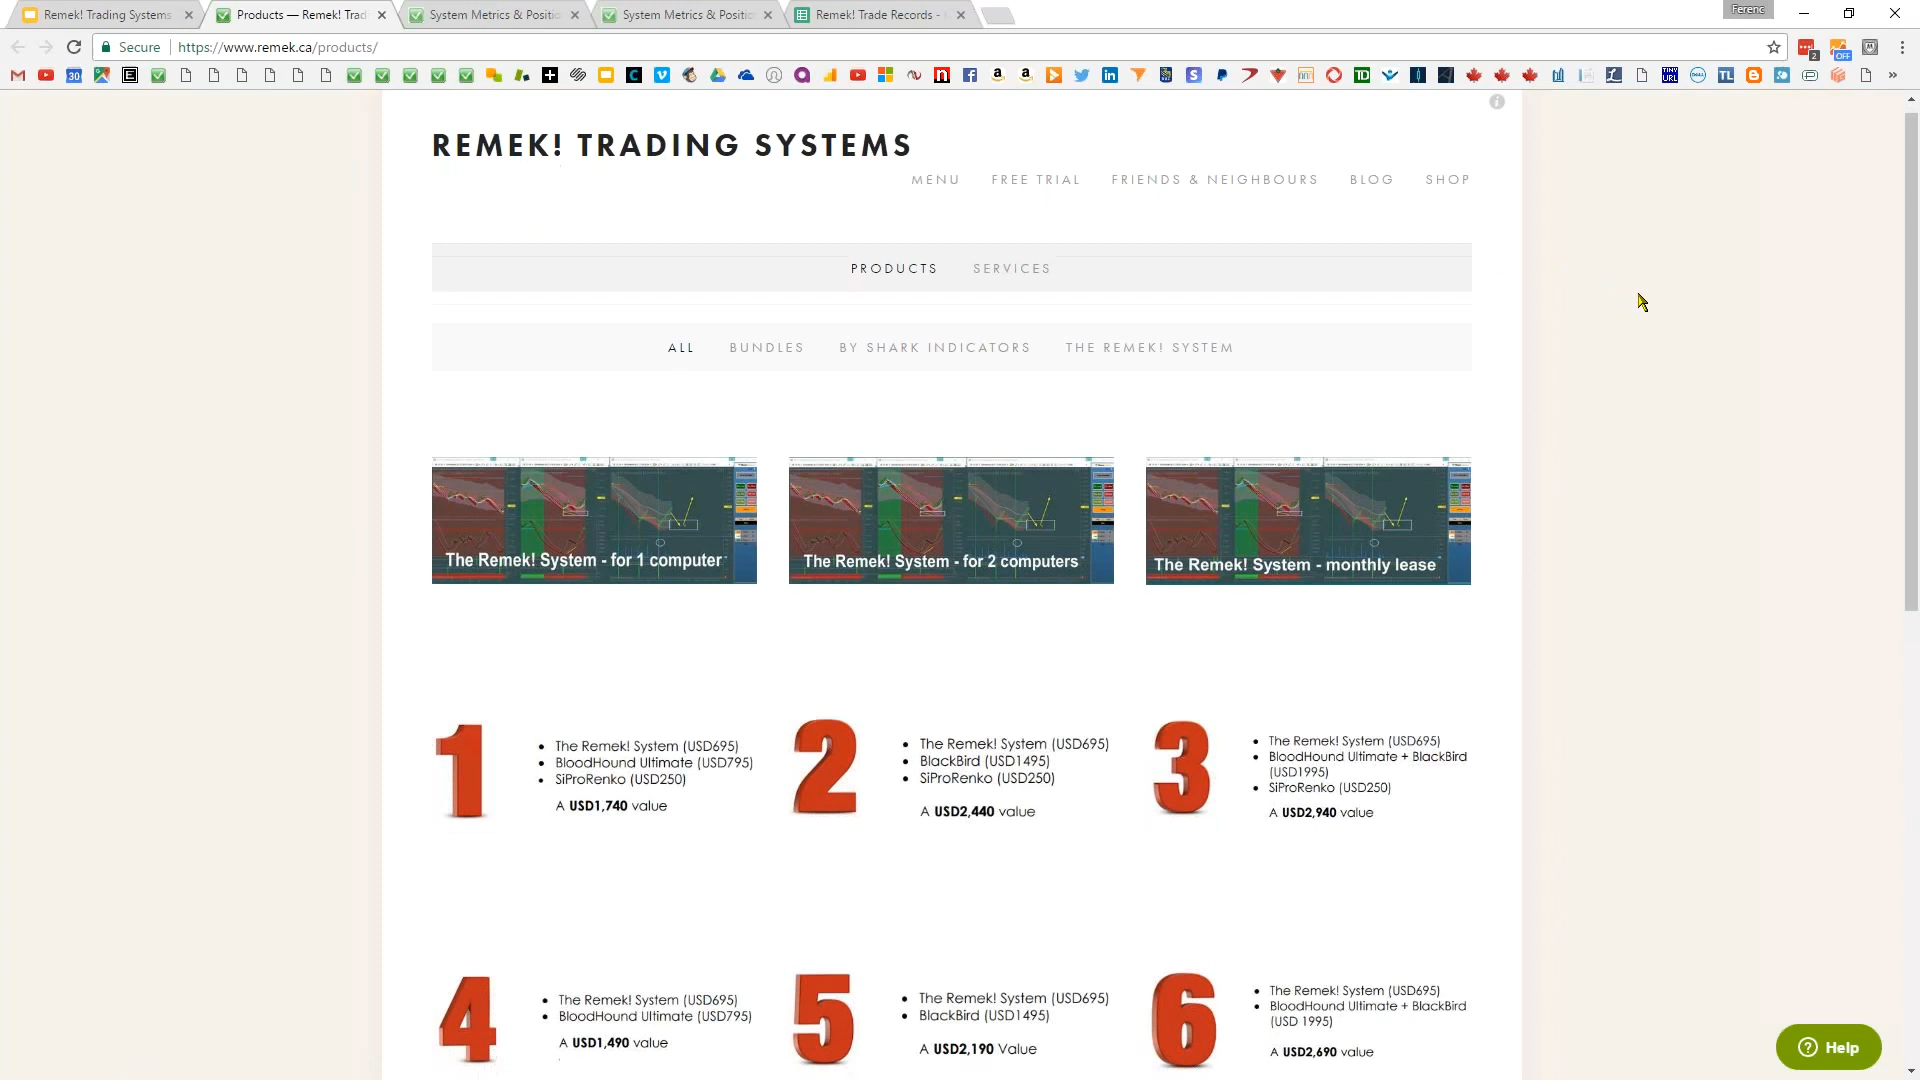 Remek! Trading Systems
Products — Remek! Trad
System Metrics & Positio
System Metrics & Positio
Remek! Trade Records -
Ferenc
Secure
https://www.remek.ca/products/
REMEK! TRADING SYSTEMS
MENU FREE TRIAL FRIENDS & NEIGHBOURS BLOG SHOP
PRODUCTS SERVICES
ALL BUNDLES BY SHARK INDICATORS THE REMEK! SYSTEM
The Remek! System - for 1 computer
The Remek! System - for 2 computers
The Remek! System - monthly lease
1
The Remek! System (USD695)
BloodHound Ultimate (USD795)
SiProRenko (USD250)
A USD1,740 value
2
The Remek! System (USD695)
BlackBird (USD1495)
SiProRenko (USD250)
A USD2,440 value
3
The Remek! System (USD695)
BloodHound Ultimate + BlackBird
(USD1995)
SiProRenko (USD250)
A USD2,940 value
4
The Remek! System (USD695)
BloodHound Ultimate (USD795)
A USD1,490 value
5
The Remek! System (USD695)
BlackBird (USD1495)
A USD2,190 Value
6
The Remek! System (USD695)
BloodHound Ultimate + BlackBird
(USD 1995)
A USD2,690 value
Help